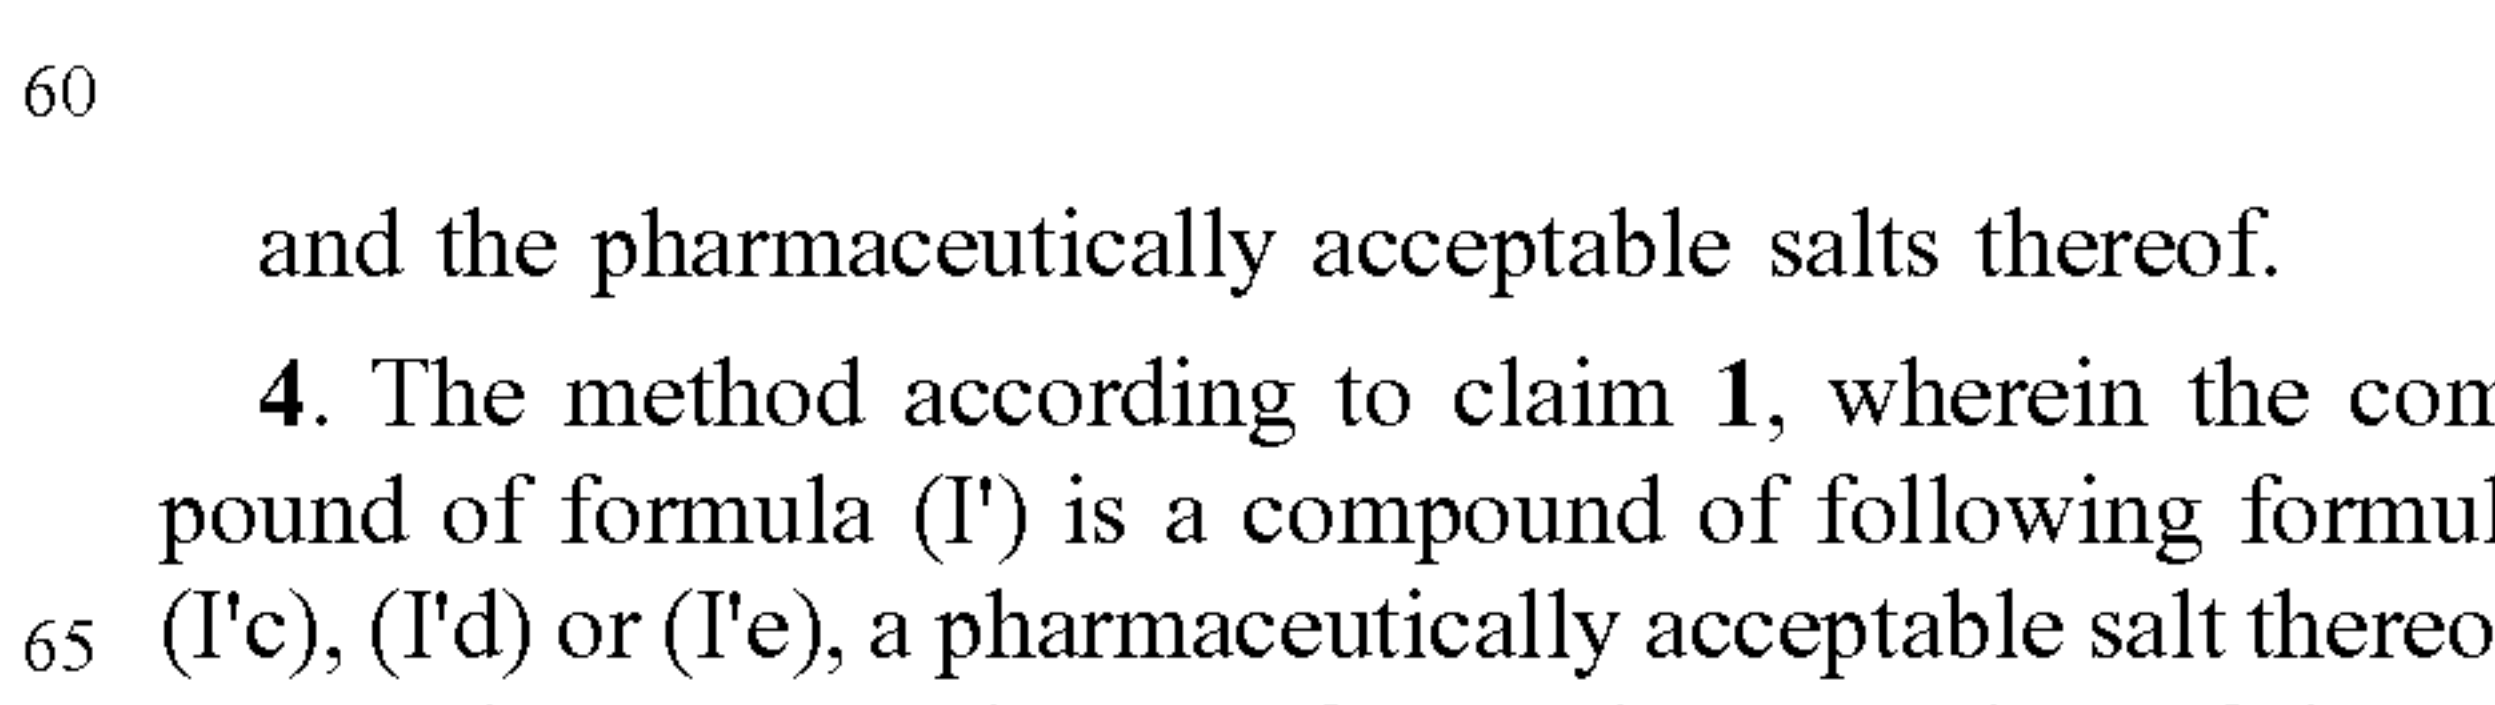 60
and the pharmaceutically acceptable salts thereof.
4. The method according to claim 1, wherein the com
pound of formula (I') is a compound of following formul
65 (I'c), (I'd) or (I'e), a pharmaceutically acceptable salt thereo